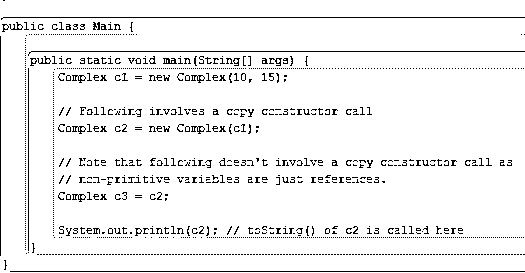 public class Main {
public static void main(String[] args) {
Complex c1 = new Complex(10, 15);
// Following involves a copy constructor call
Complex c2 = new Complex(c1);
// Note that following doesn't involve a copy constructor call as
// non-primitive variables are just references.
Complex c3 = c2;
System.out.println(c2); // toString() of c2 is called here
}
}